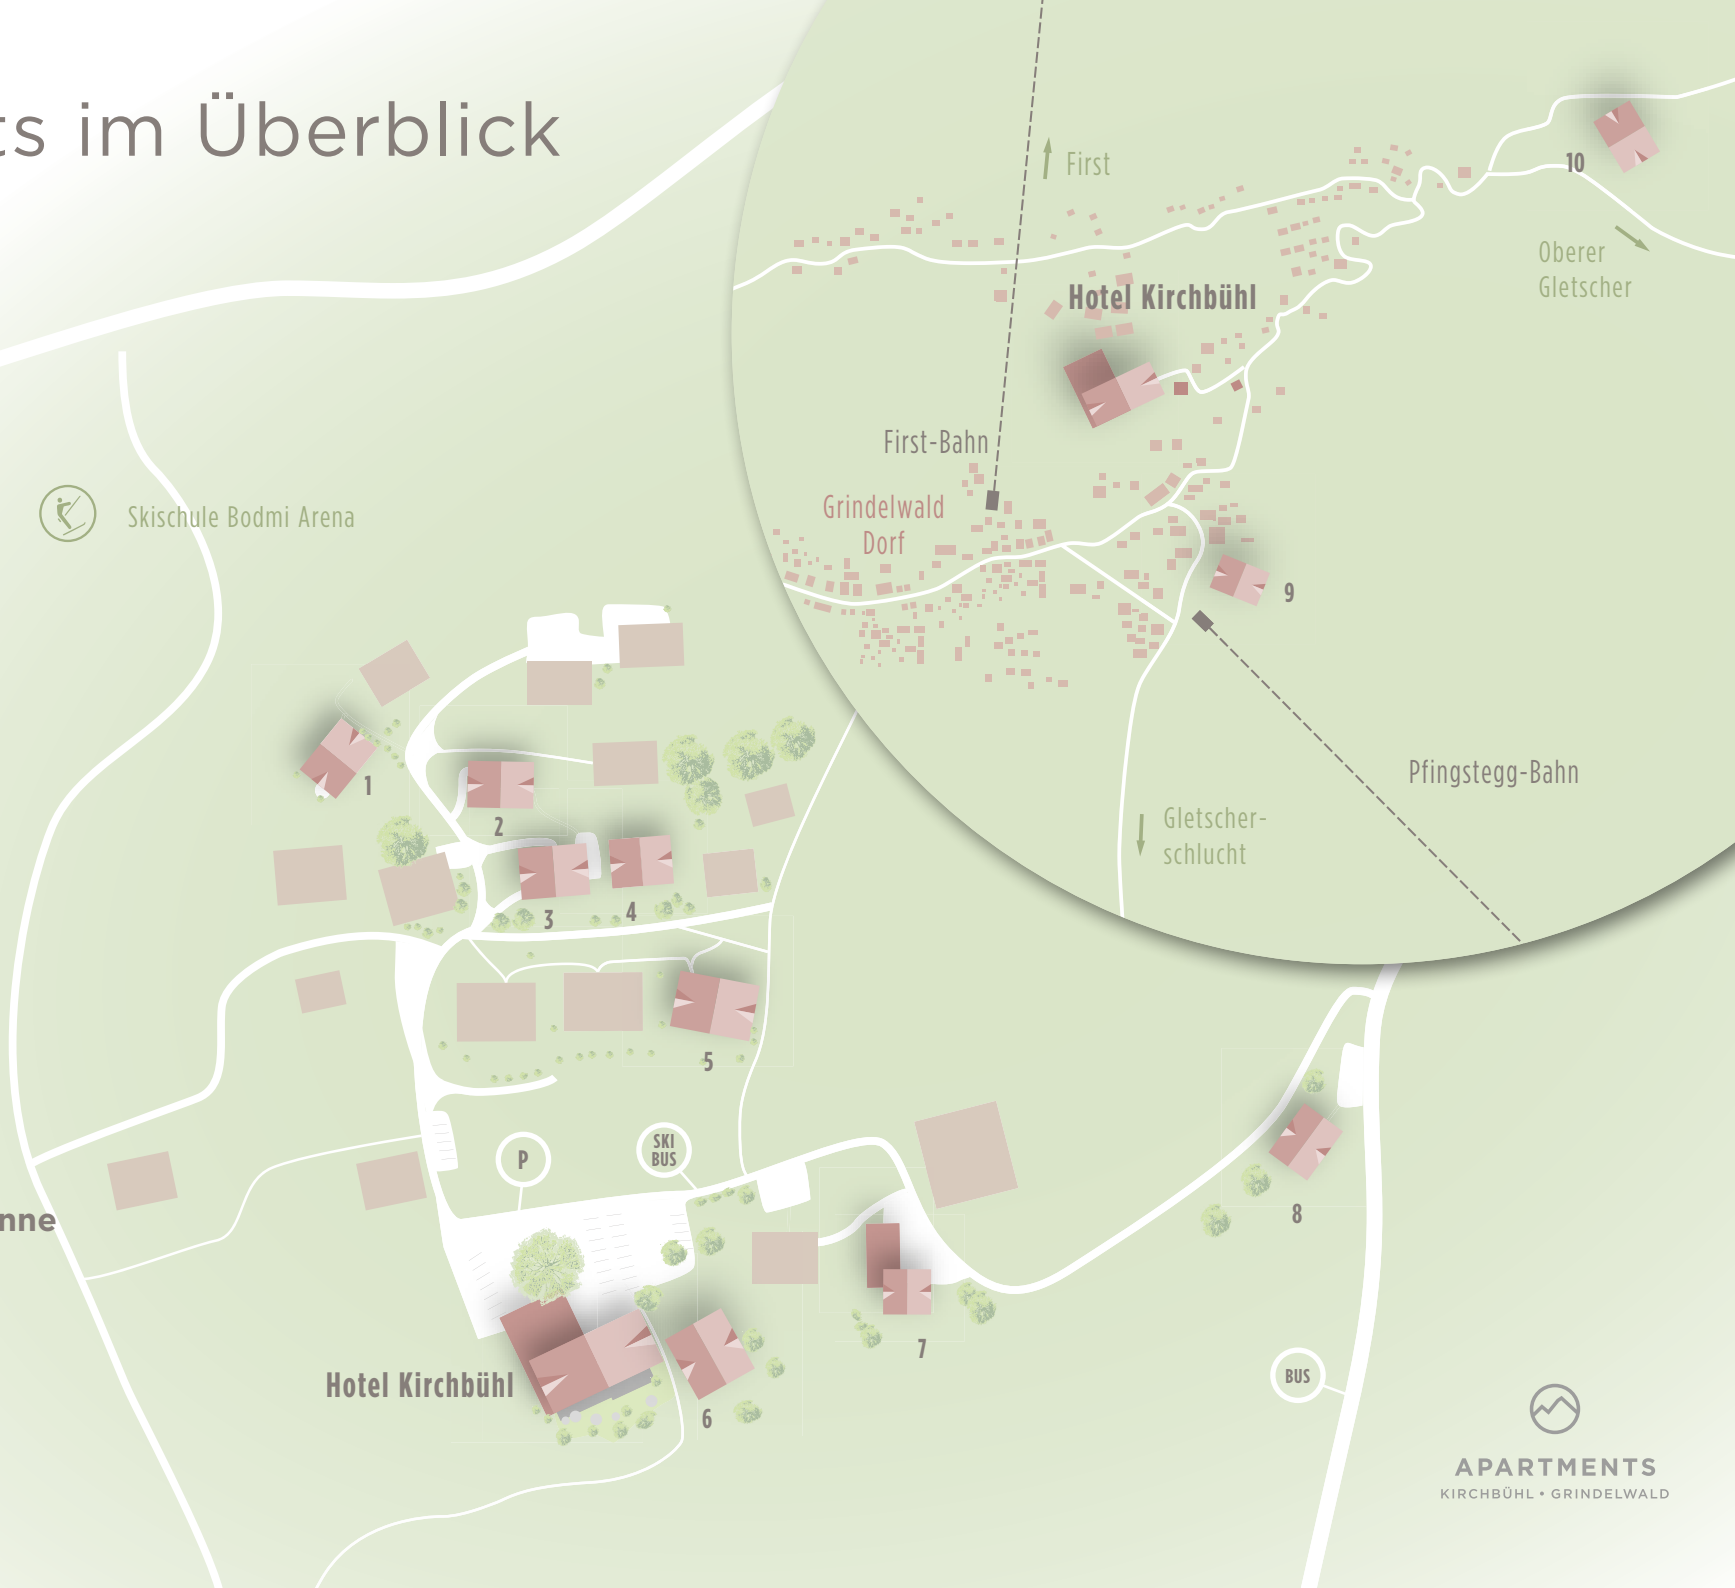 ts im Überblick
First
10
Oberer
Gletscher
Hotel Kirchbühl
First-Bahn
Grindelwald
Dorf
Skischule Bodmi Arena
9
Pfingstegg-Bahn
Gletscher-
schlucht
1
2
3
4
5
P
SKI
BUS
nne
8
7
Hotel Kirchbühl
6
BUS
APARTMENTS
KIRCHBÜHL • GRINDELWALD